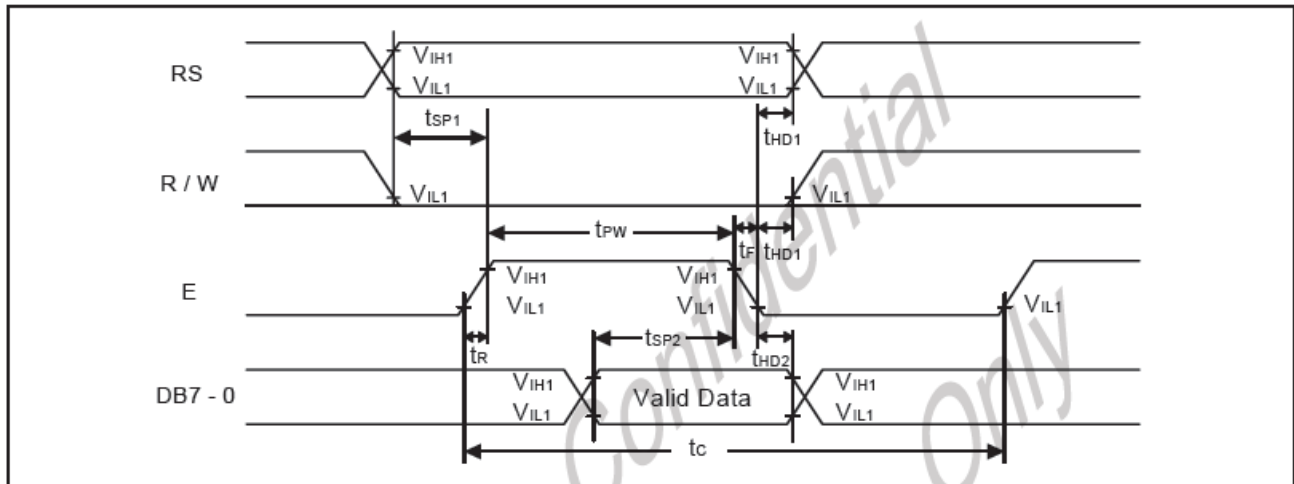 RS
VIH1 VIH1
VIL1 VIL1
tSP1 tHD1
R / W
VIL1 VIL1
tPW tF tHD1
E
VIH1 VIH1
VIL1 VIL1 VIL1
tR tSP2 tHD2
DB7 - 0
VIH1 VIH1
VIL1 Valid Data VIL1
tC
Confidential
Only